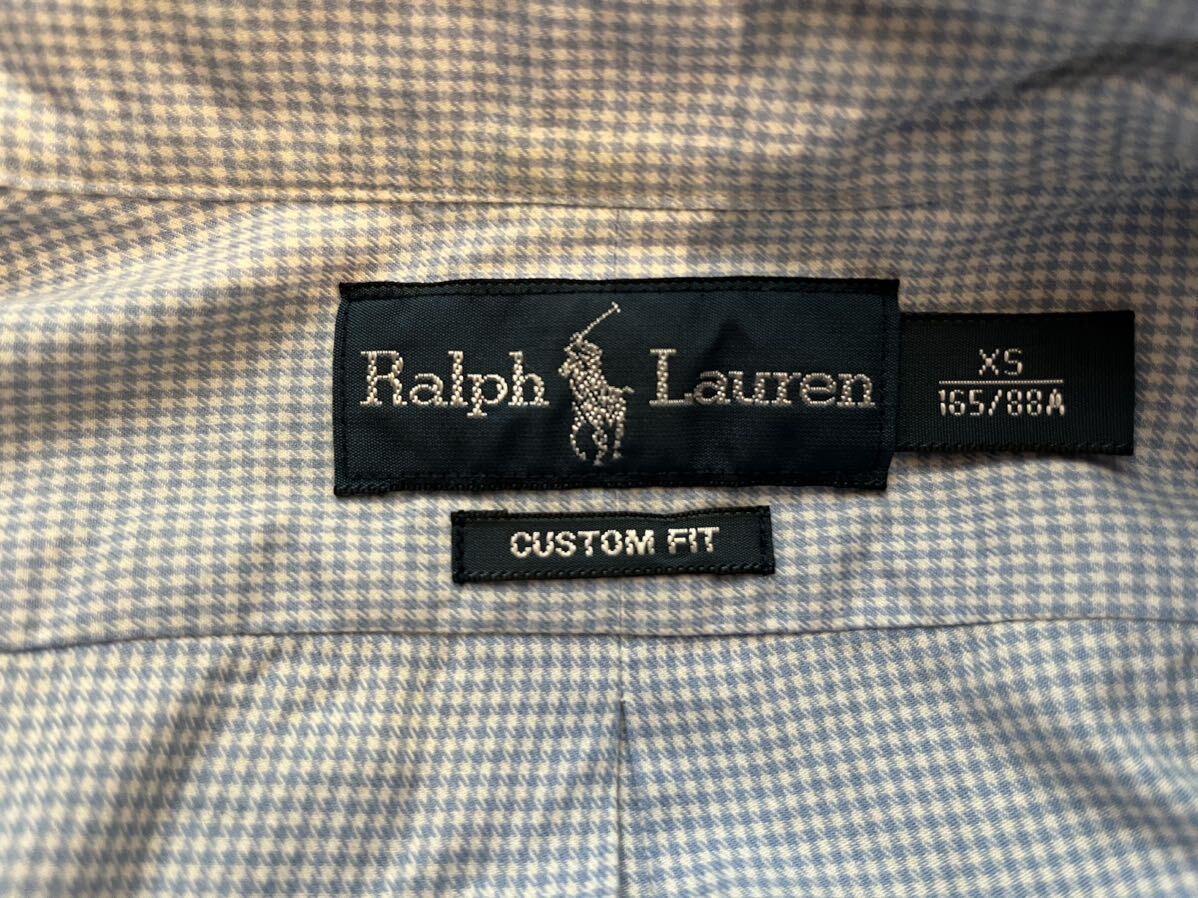 Ralph Lauren
XS
165/88A
CUSTOM FIT